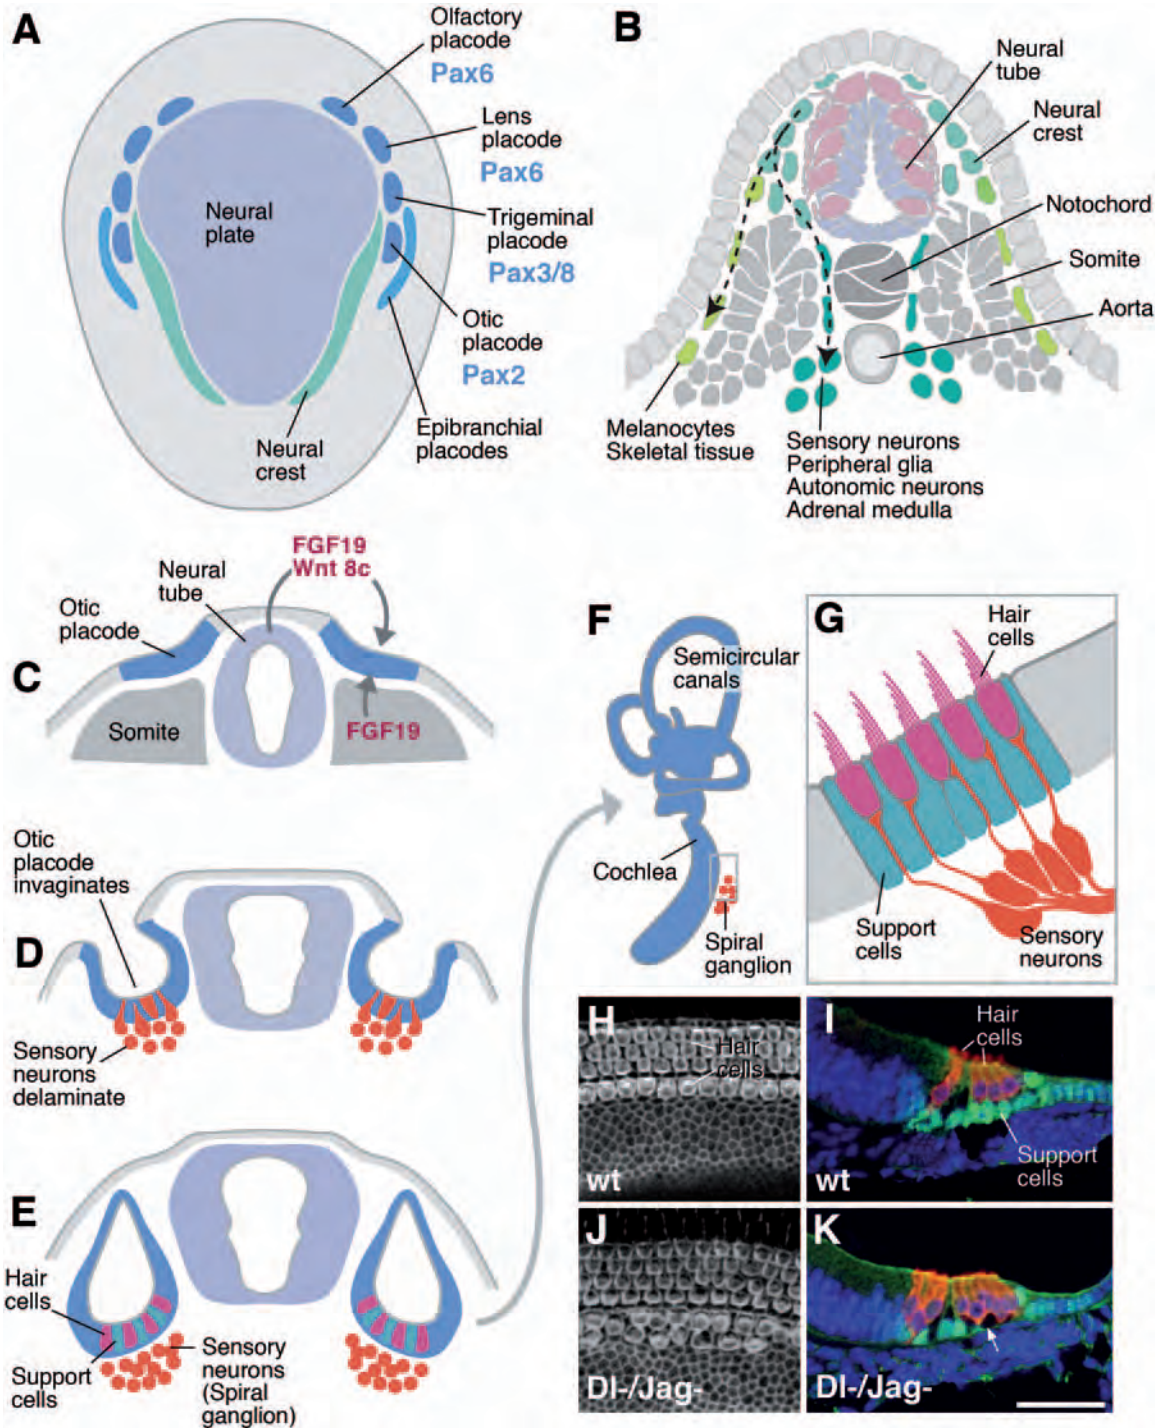 A
Olfactory
placode
Pax6
Lens
placode
Pax6
Trigeminal
placode
Pax3/8
Otic
placode
Pax2
Epibranchial
placodes
Neural
plate
Neural
crest
B
Neural
tube
Neural
crest
Notochord
Somite
Aorta
Melanocytes
Skeletal tissue
Sensory neurons
Peripheral glia
Autonomic neurons
Adrenal medulla
C
FGF19
Wnt 8c
Neural
tube
Otic
placode
Somite
FGF19
D
Otic
placode
invaginates
Sensory
neurons
delaminate
E
Hair
cells
Support
cells
Sensory
neurons
(Spiral
ganglion)
F
Semicircular
canals
Cochlea
Spiral
ganglion
G
Hair
cells
Support
cells
Sensory
neurons
H
Hair
cells
wt
I
Hair
cells
Support
cells
wt
J
Dl-/Jag-
K
Dl-/Jag-